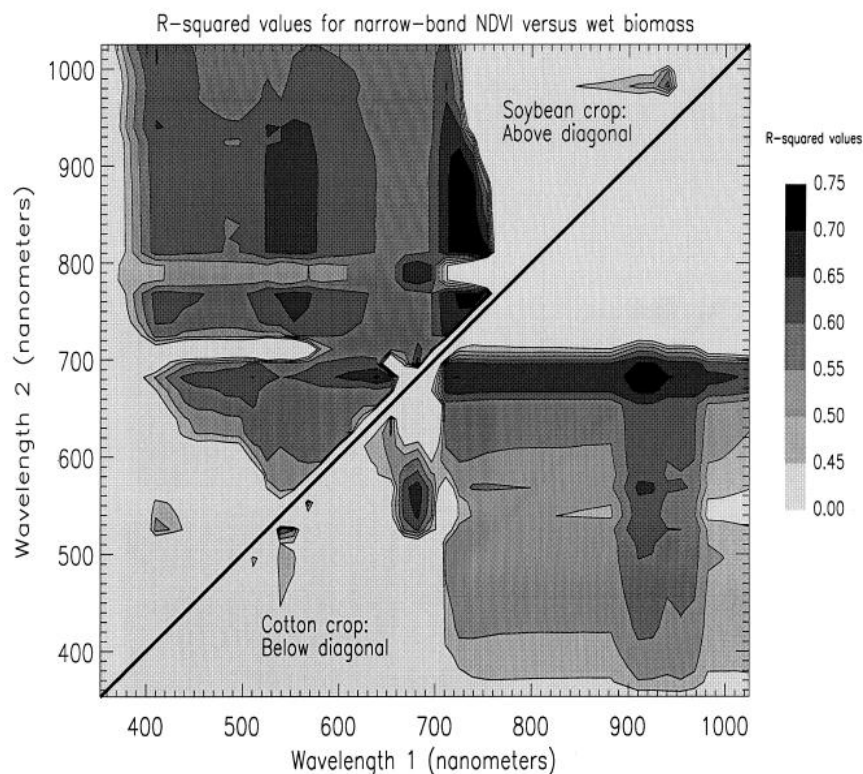 R-squared values for narrow-band NDVI versus wet biomass
1000
900
800
700
600
500
400
Wavelength 2 (nanometers)
Soybean crop:
Above diagonal
Cotton crop:
Below diagonal
400 500 600 700 800 900 1000
Wavelength 1 (nanometers)
R-squared values
0.75
0.70
0.65
0.60
0.55
0.50
0.45
0.00